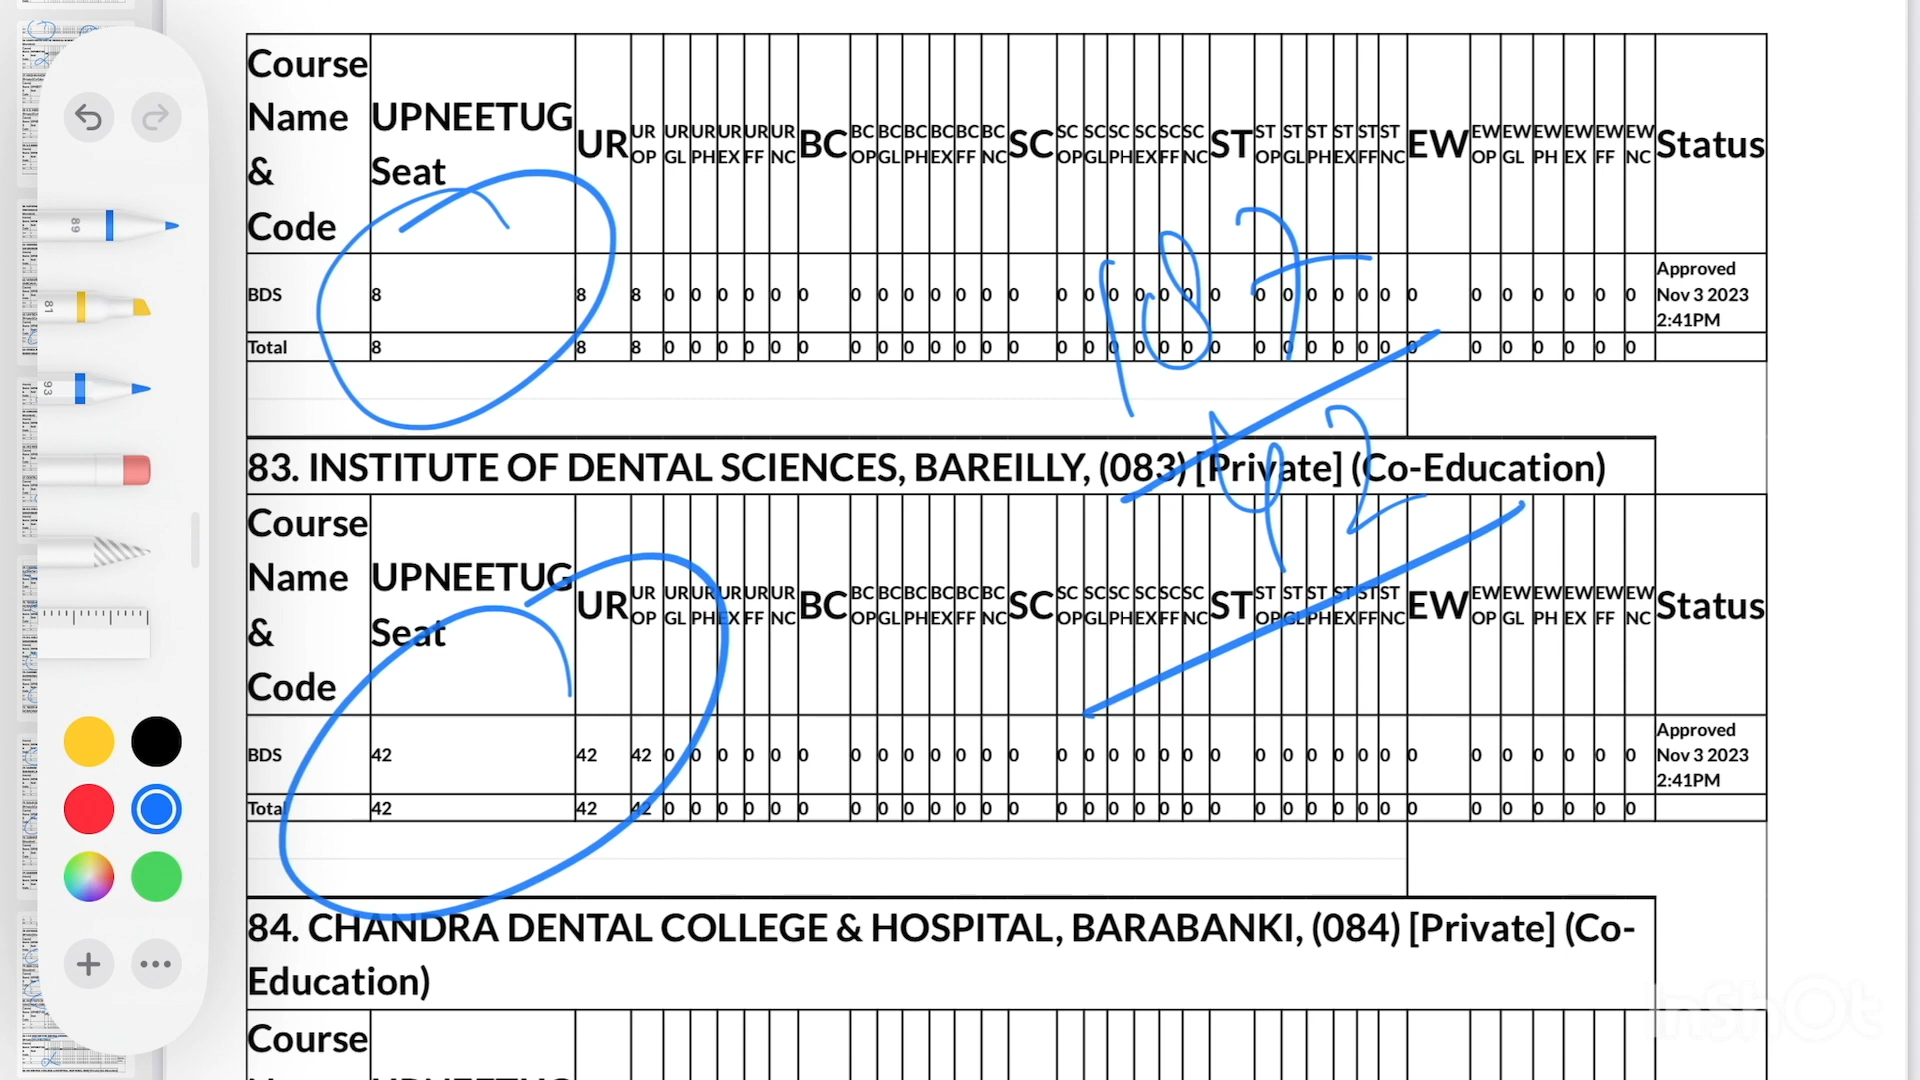 Course
Name
&
Code
UPNEETUG
Seat
UR UR OP UR GL UR PH UR EX UR FF UR NC BC BC OP BC GL BC PH BC EX BC FF BC NC SC SC OP SC GL SC PH SC EX SC FF SC NC ST ST OP ST GL ST PH ST EX ST FF ST NC EW EW OP EW GL EW PH EW EX EW FF EW NC Status
BDS 8 8 8 0 0 0 0 0 0 0 0 0 0 0 0 0 0 0 0 0 0 0 0 0 0 0 0 0 0 0 0 0 0 0 0 0 Approved
Nov 3 2023
2:41PM
Total 8 8 8 0 0 0 0 0 0 0 0 0 0 0 0 0 0 0 0 0 0 0 0 0 0 0 0 0 0 0 0 0 0 0 0 0
187
42
83. INSTITUTE OF DENTAL SCIENCES, BAREILLY, (083) [Private] (Co-Education)
Course
Name
&
Code
UPNEETUG
Seat
UR UR OP UR GL UR PH UR EX UR FF UR NC BC BC OP BC GL BC PH BC EX BC FF BC NC SC SC OP SC GL SC PH SC EX SC FF SC NC ST ST OP ST GL ST PH ST EX ST FF ST NC EW EW OP EW GL EW PH EW EX EW FF EW NC Status
BDS 42 42 42 0 0 0 0 0 0 0 0 0 0 0 0 0 0 0 0 0 0 0 0 0 0 0 0 0 0 0 0 0 0 0 0 0 Approved
Nov 3 2023
2:41PM
Total 42 42 42 0 0 0 0 0 0 0 0 0 0 0 0 0 0 0 0 0 0 0 0 0 0 0 0 0 0 0 0 0 0 0 0 0
84. CHANDRA DENTAL COLLEGE & HOSPITAL, BARABANKI, (084) [Private] (Co-
Education)
Course
89
81
93
InShOt